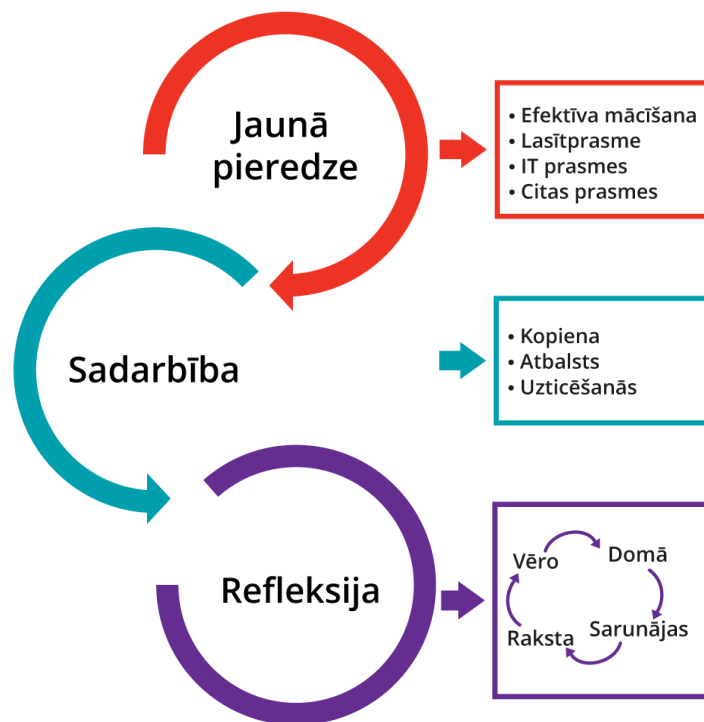 Jaunā
pieredze
• Efektīva mācīšana
• Lasītprasme
• IT prasmes
• Citas prasmes
Sadarbība
• Kopiena
• Atbalsts
• Uzticēšanās
Refleksija
Vēro
Domā
Sarunājas
Raksta